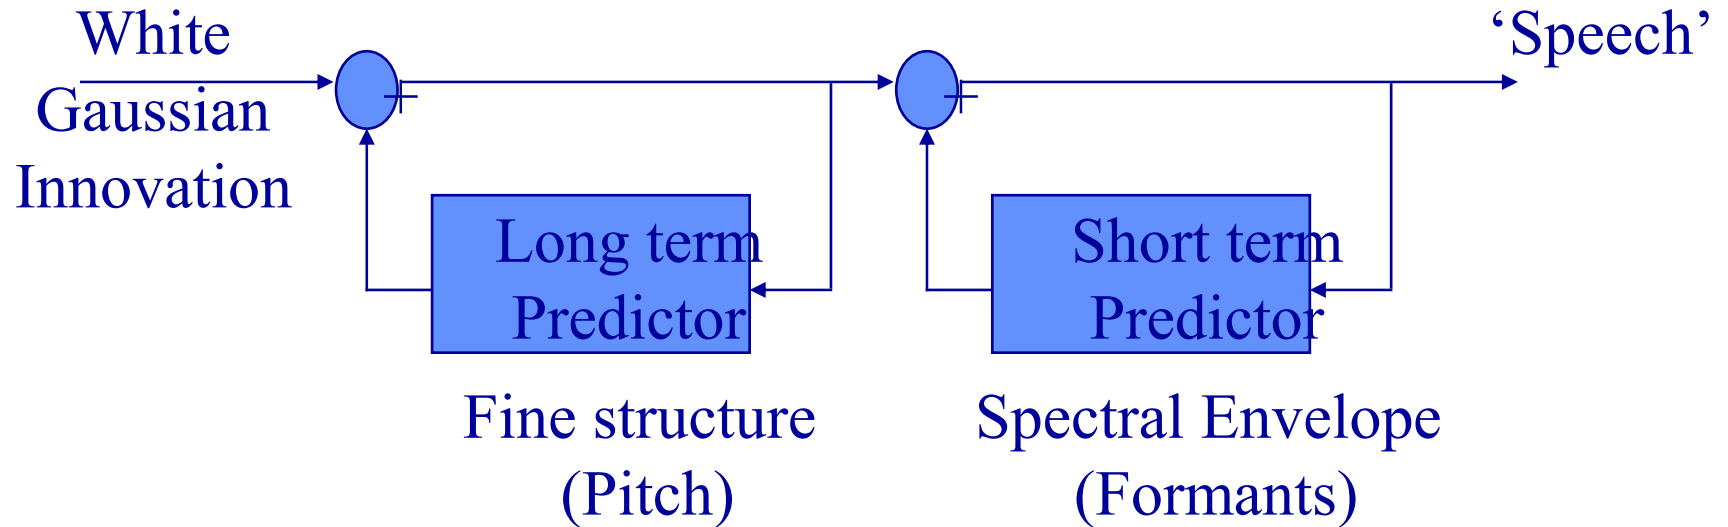 White
Gaussian
Innovation
+
+
‘Speech’
Long term
Predictor
Short term
Predictor
Fine structure
(Pitch)
Spectral Envelope
(Formants)